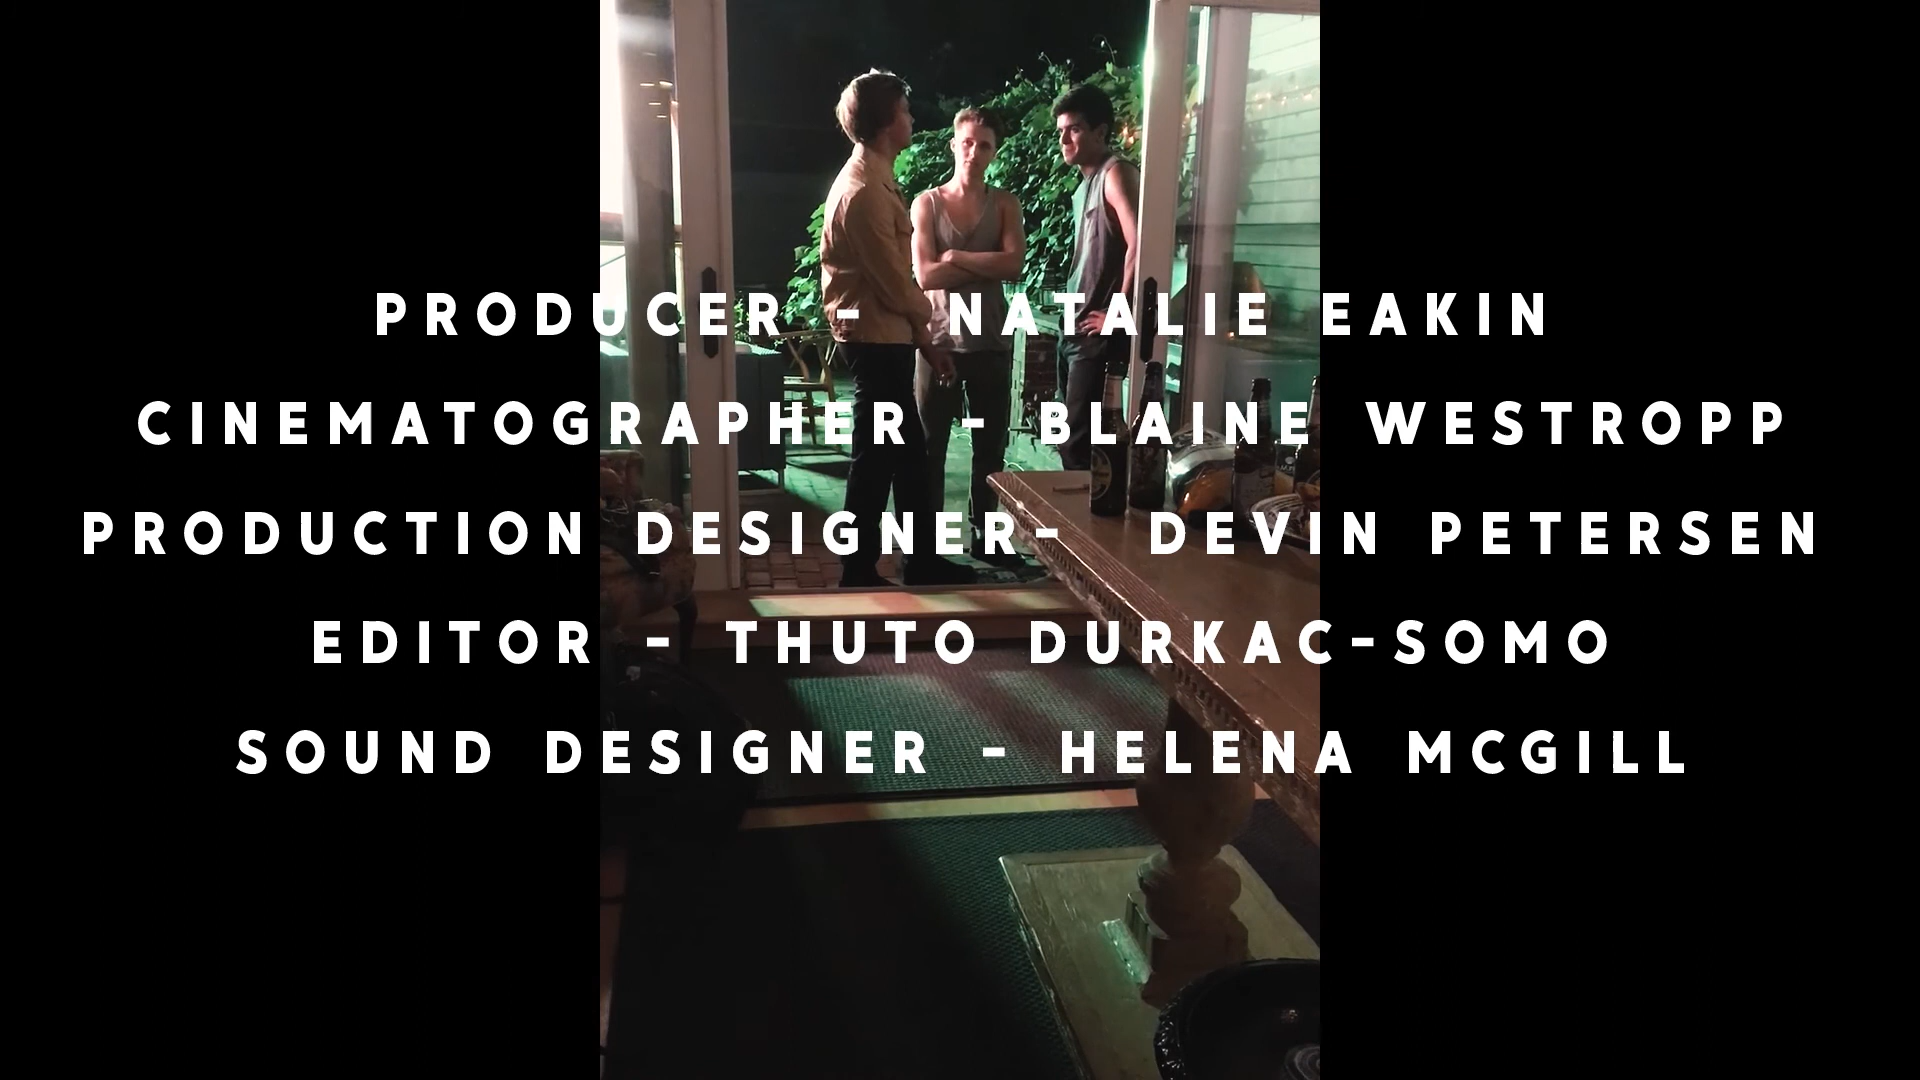 PRODUCER - NATALIE EAKIN
CINEMATOGRAPHER - BLAINE WESTROPP
PRODUCTION DESIGNER- DEVIN PETERSEN
EDITOR - THUTO DURKAC-SOMO
SOUND DESIGNER - HELENA MCGILL